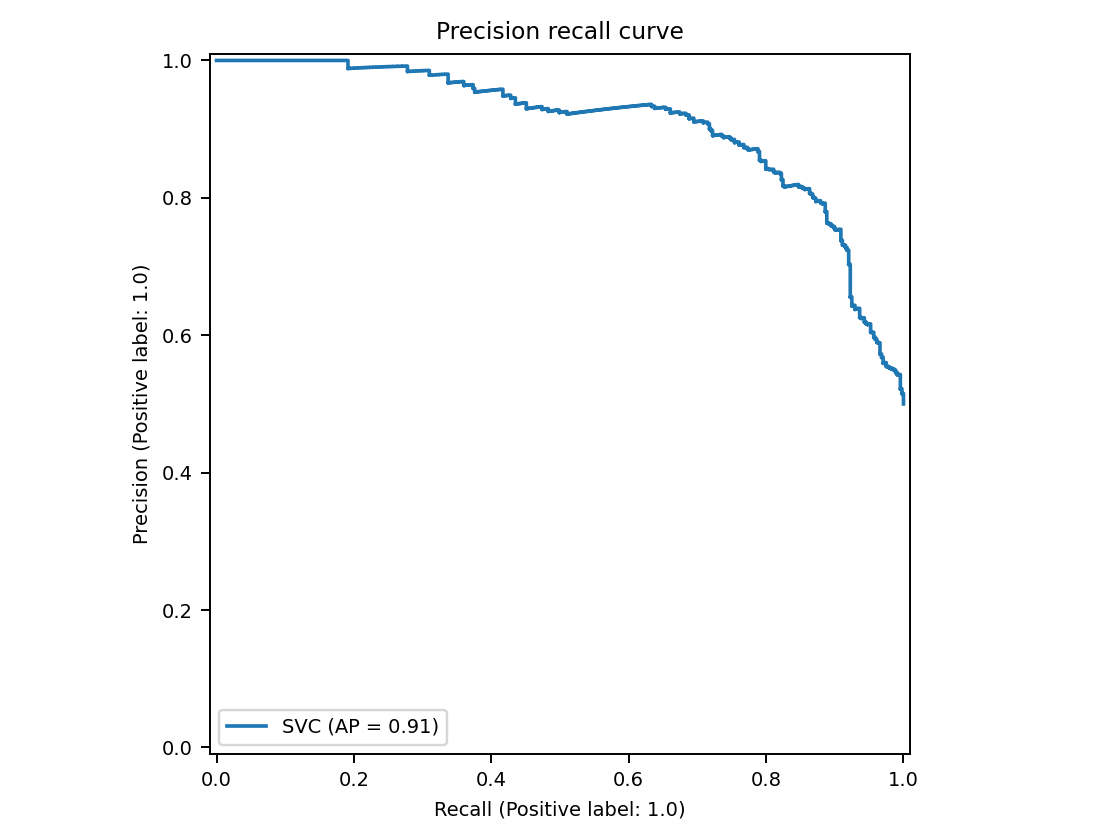 Precision recall curve
1.0
0.8
0.6
0.4
0.2
0.0
Precision (Positive label: 1.0)
SVC (AP = 0.91)
0.0 0.2 0.4 0.6 0.8 1.0
Recall (Positive label: 1.0)